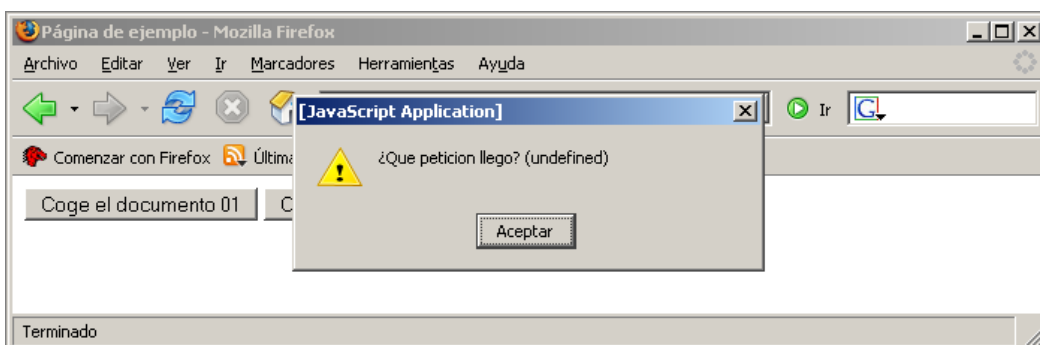 Página de ejemplo - Mozilla Firefox
Archivo Editar Ver Ir Marcadores Herramientas Ayuda
[JavaScript Application]
Ir G
Comenzar con Firefox Última
¿Que peticion llego? (undefined)
Coge el documento 01 C
Aceptar
Terminado